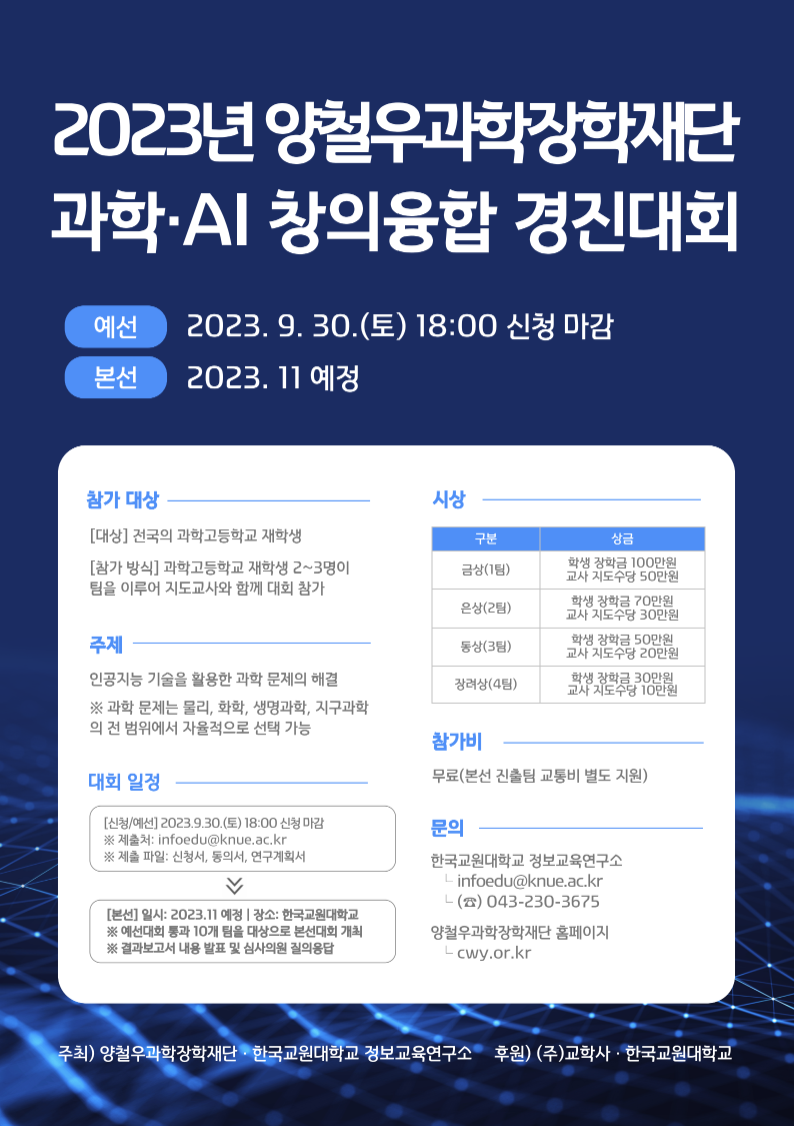 2023년 양철우과학장학재단
과학·AI 창의융합 경진대회
예선 2023. 9. 30.(토) 18:00 신청 마감
본선 2023. 11 예정
참가 대상
[대상] 전국의 과학고등학교 재학생
[참가 방식] 과학고등학교 재학생 2~3명이
팀을 이루어 지도교사와 함께 대회 참가
주제
인공지능 기술을 활용한 과학 문제의 해결
※ 과학 문제는 물리, 화학, 생명과학, 지구과학
의 전 범위에서 자율적으로 선택 가능
대회 일정
[신청/예선] 2023.9.30.(토) 18:00 신청 마감
※ 제출처: infoedu@knue.ac.kr
※ 제출 파일: 신청서, 동의서, 연구계획서
[본선] 일시: 2023.11 예정 | 장소: 한국교원대학교
※ 예선대회 통과 10개 팀을 대상으로 본선대회 개최
※ 결과보고서 내용 발표 및 심사의원 질의응답
시상
구분 상금
금상(1팀) 학생 장학금 100만원
교사 지도수당 50만원
은상(2팀) 학생 장학금 70만원
교사 지도수당 30만원
동상(3팀) 학생 장학금 50만원
교사 지도수당 20만원
장려상(4팀) 학생 장학금 30만원
교사 지도수당 10만원
참가비
무료(본선 진출팀 교통비 별도 지원)
문의
한국교원대학교 정보교육연구소
└ infoedu@knue.ac.kr
└ (☎) 043-230-3675
양철우과학장학재단 홈페이지
└ cwy.or.kr
주최) 양철우과학장학재단 · 한국교원대학교 정보교육연구소 후원) (주)교학사 · 한국교원대학교